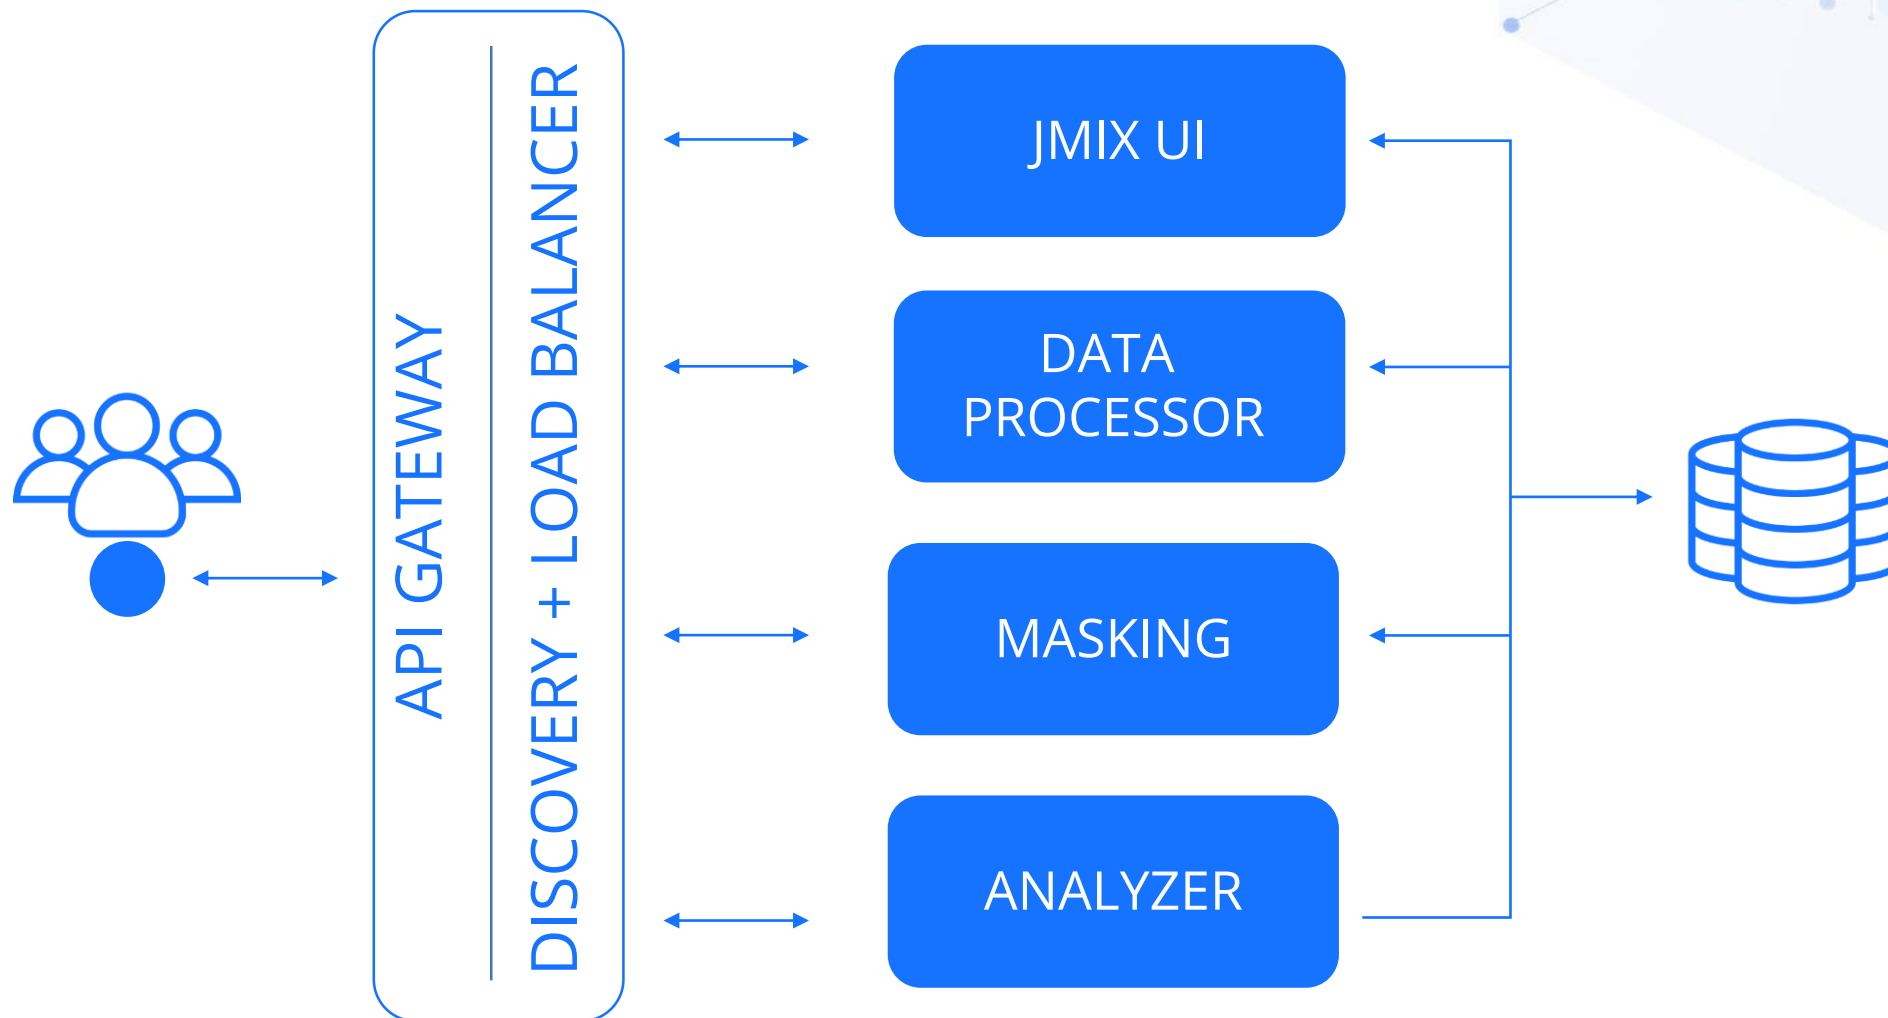 API GATEWAY
DISCOVERY + LOAD BALANCER
JMIX UI
DATA
PROCESSOR
MASKING
ANALYZER